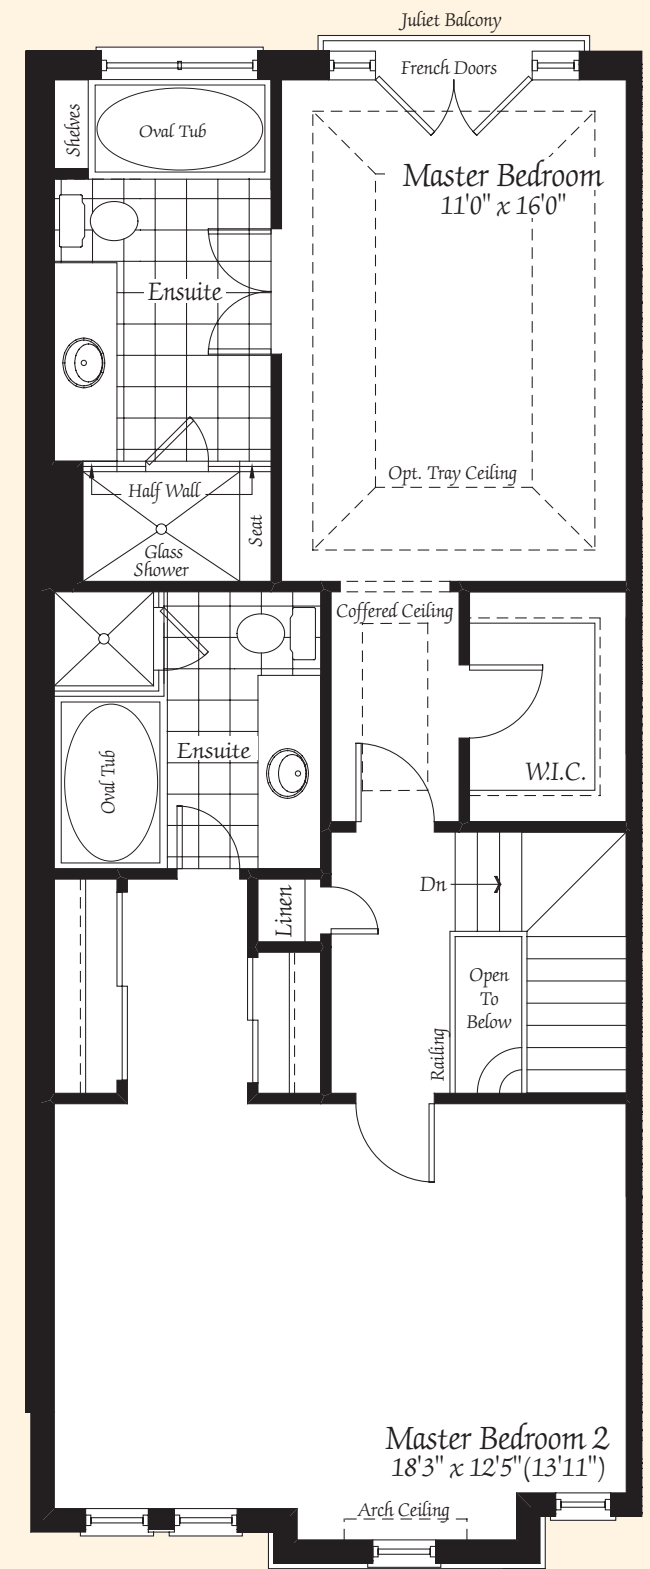 Juliet Balcony
French Doors
Shelves
Oval Tub
Master Bedroom
11'0" x 16'0"
Ensuite
Opt. Tray Ceiling
Half Wall
Seat
Glass
Shower
Coffered Ceiling
Ensuite
Oval Tub
W.I.C.
Dn
Linen
Open
To
Below
Railing
Master Bedroom 2
18'3" x 12'5"(13'11")
Arch Ceiling